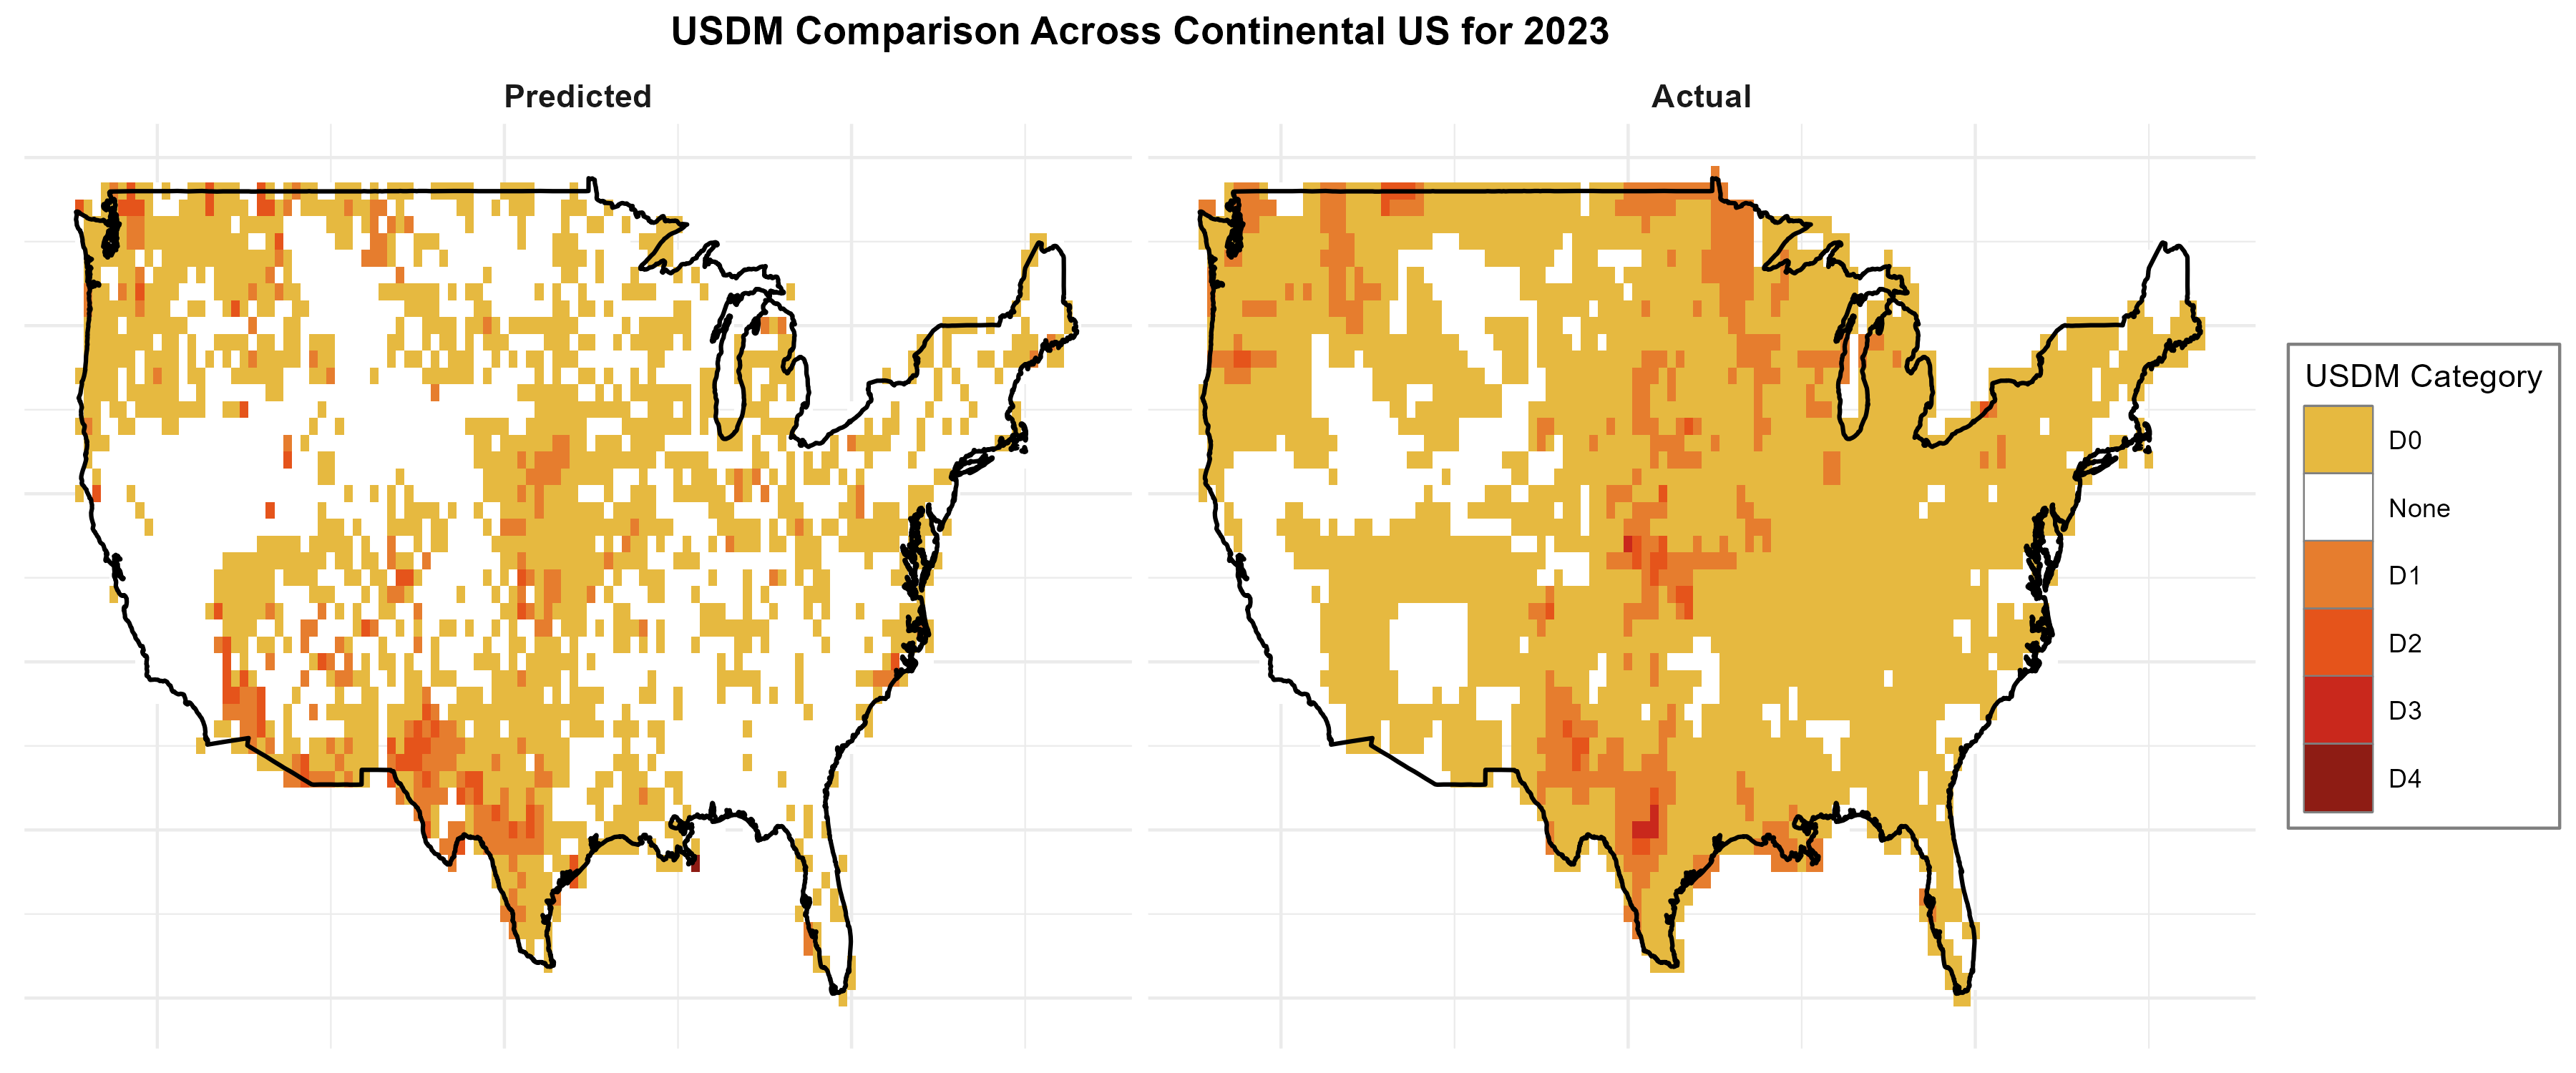 USDM Comparison Across Continental US for 2023
Predicted
Actual
USDM Category
D0
None
D1
D2
D3
D4